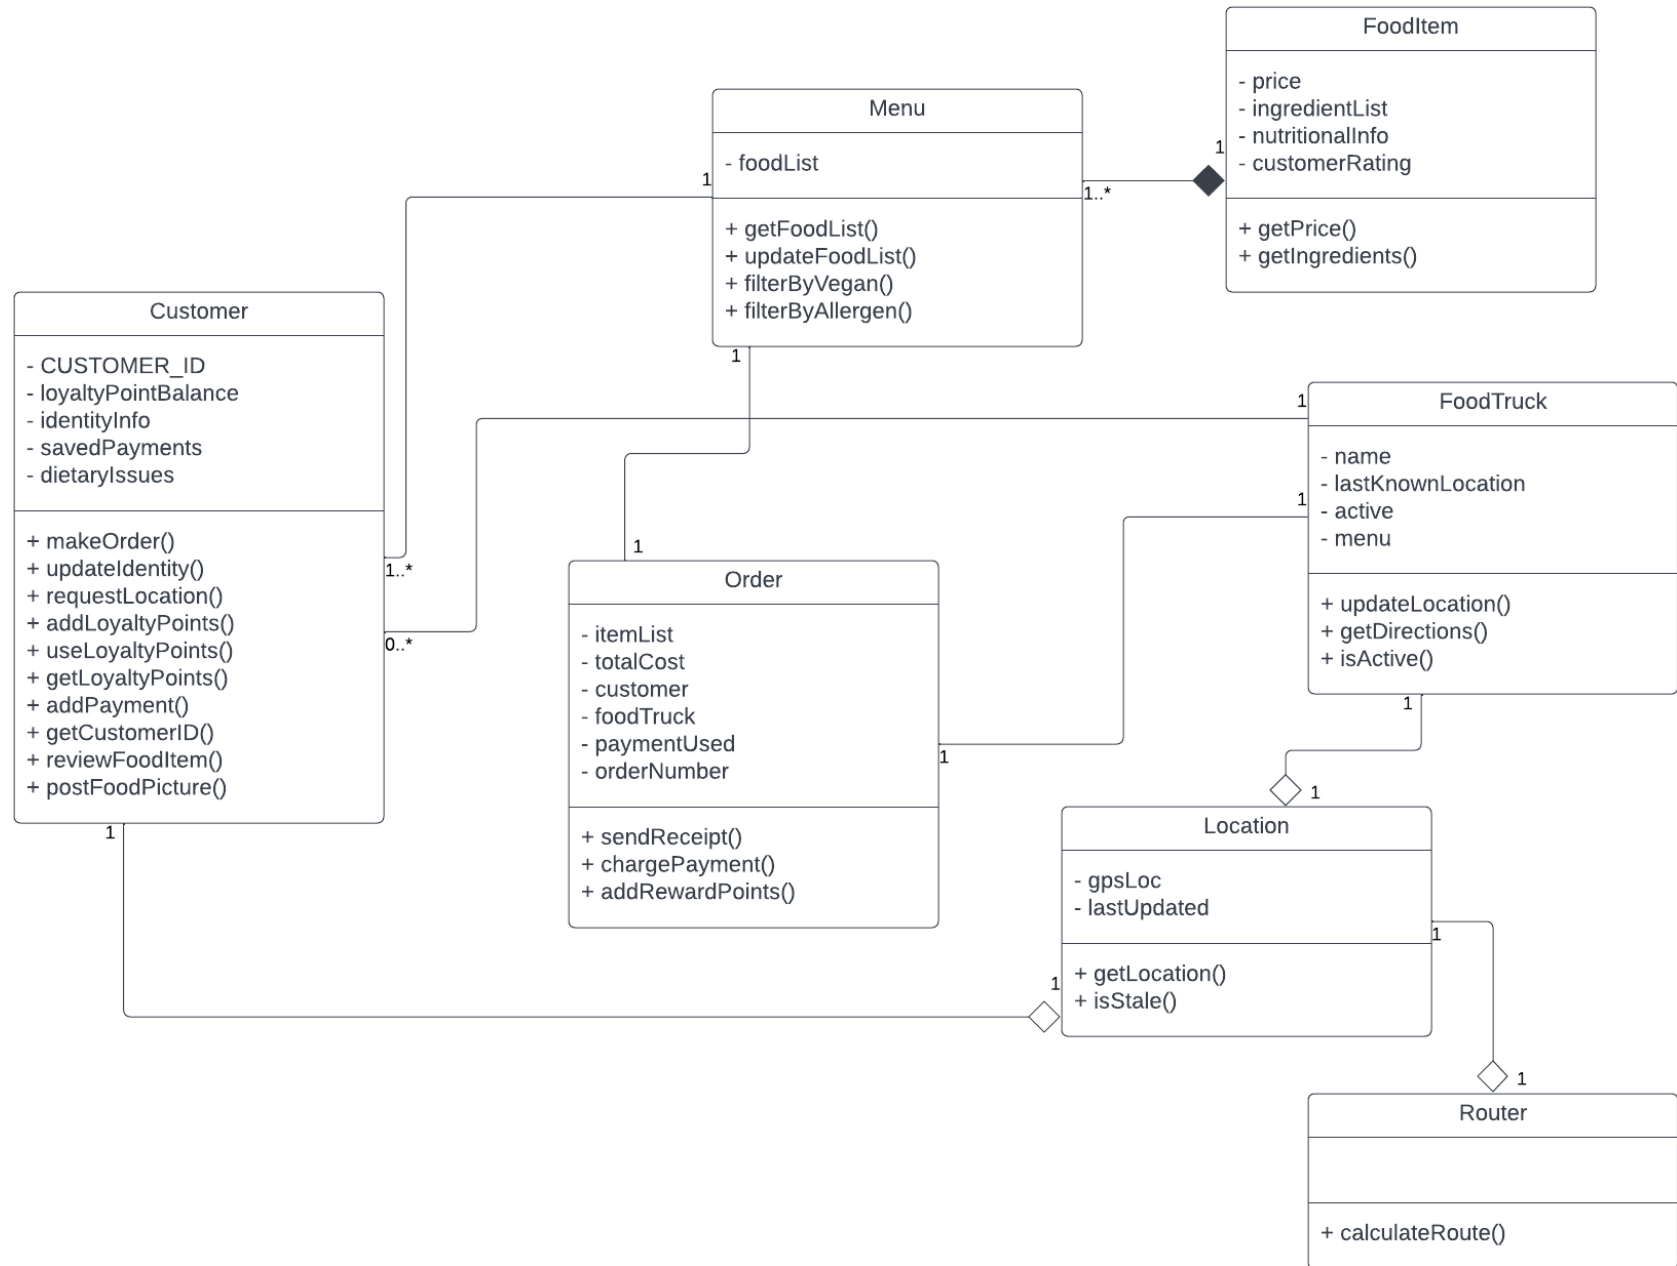 FoodItem
- price
- ingredientList
- nutritionalInfo
- customerRating
+ getPrice()
+ getIngredients()
1
1..*
Menu
- foodList
+ getFoodList()
+ updateFoodList()
+ filterByVegan()
+ filterByAllergen()
1
1
Customer
- CUSTOMER_ID
- loyaltyPointBalance
- identityInfo
- savedPayments
- dietaryIssues
+ makeOrder()
+ updateIdentity()
+ requestLocation()
+ addLoyaltyPoints()
+ useLoyaltyPoints()
+ getLoyaltyPoints()
+ addPayment()
+ getCustomerID()
+ reviewFoodItem()
+ postFoodPicture()
1..*
0..*
1
FoodTruck
- name
- lastKnownLocation
- active
- menu
+ updateLocation()
+ getDirections()
+ isActive()
1
1
1
Order
- itemList
- totalCost
- customer
- foodTruck
- paymentUsed
- orderNumber
+ sendReceipt()
+ chargePayment()
+ addRewardPoints()
1
1
Location
- gpsLoc
- lastUpdated
+ getLocation()
+ isStale()
1
1
1
Router
+ calculateRoute()
1